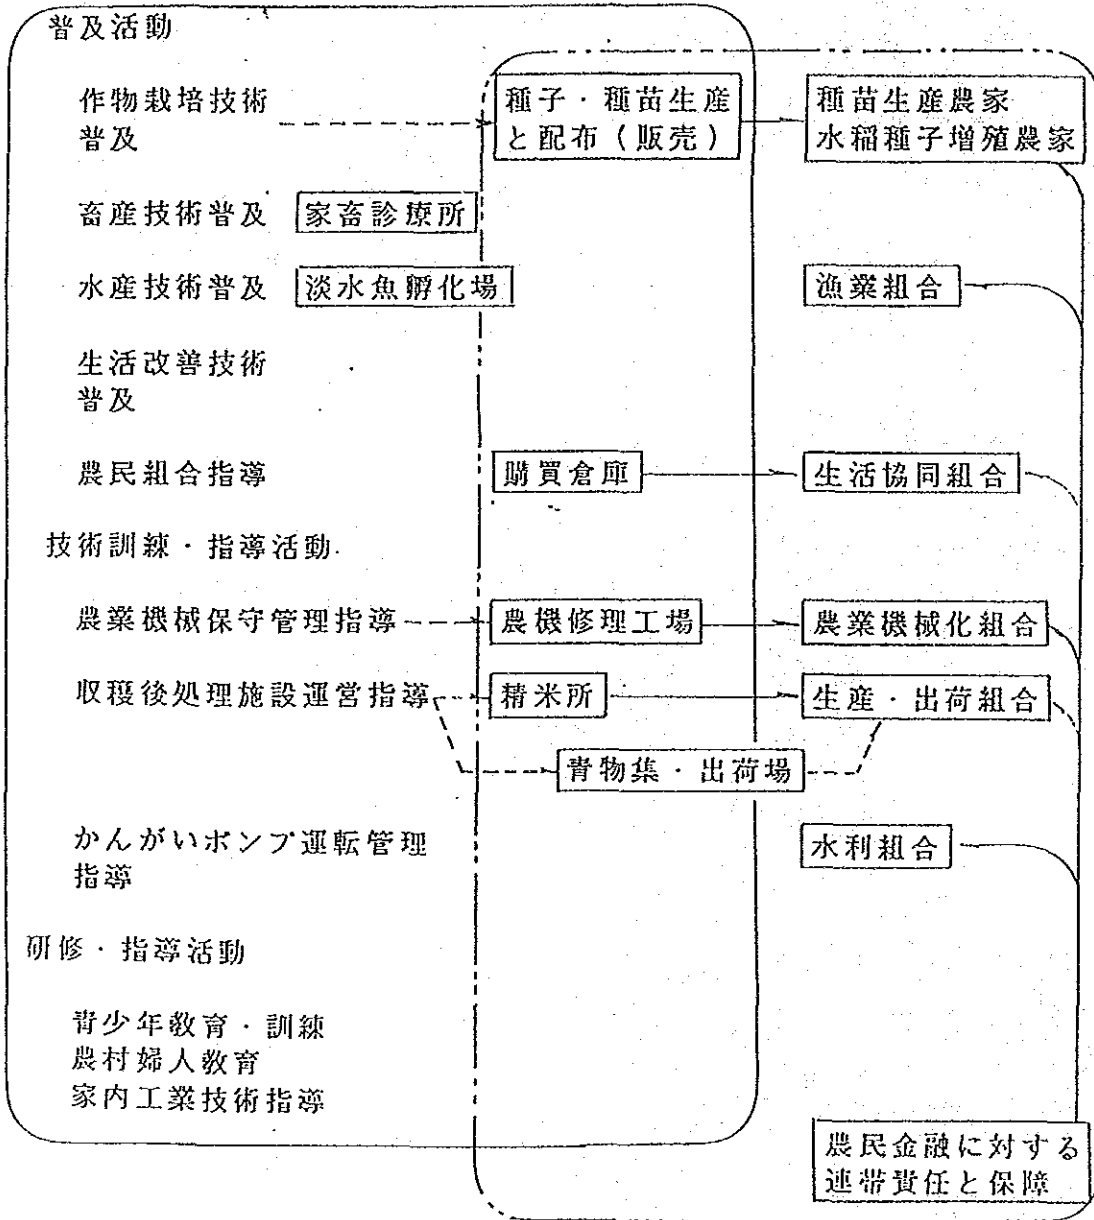 普及活動
作物栽培技術
普及
種子・種苗生産
と配布(販売)
種苗生産農家
水稲種子増殖農家
畜産技術普及 家畜診療所
水産技術普及 淡水魚孵化場 漁業組合
生活改善技術
普及
農民組合指導 購買倉庫 生活協同組合
技術訓練・指導活動
農業機械保守管理指導 農機修理工場 農業機械化組合
収穫後処理施設運営指導 精米所 生産・出荷組合
青物集・出荷場
かんがいポンプ運転管理
指導
水利組合
研修・指導活動
青少年教育・訓練
農村婦人教育
家内工業技術指導
農民金融に対する
連帯責任と保障